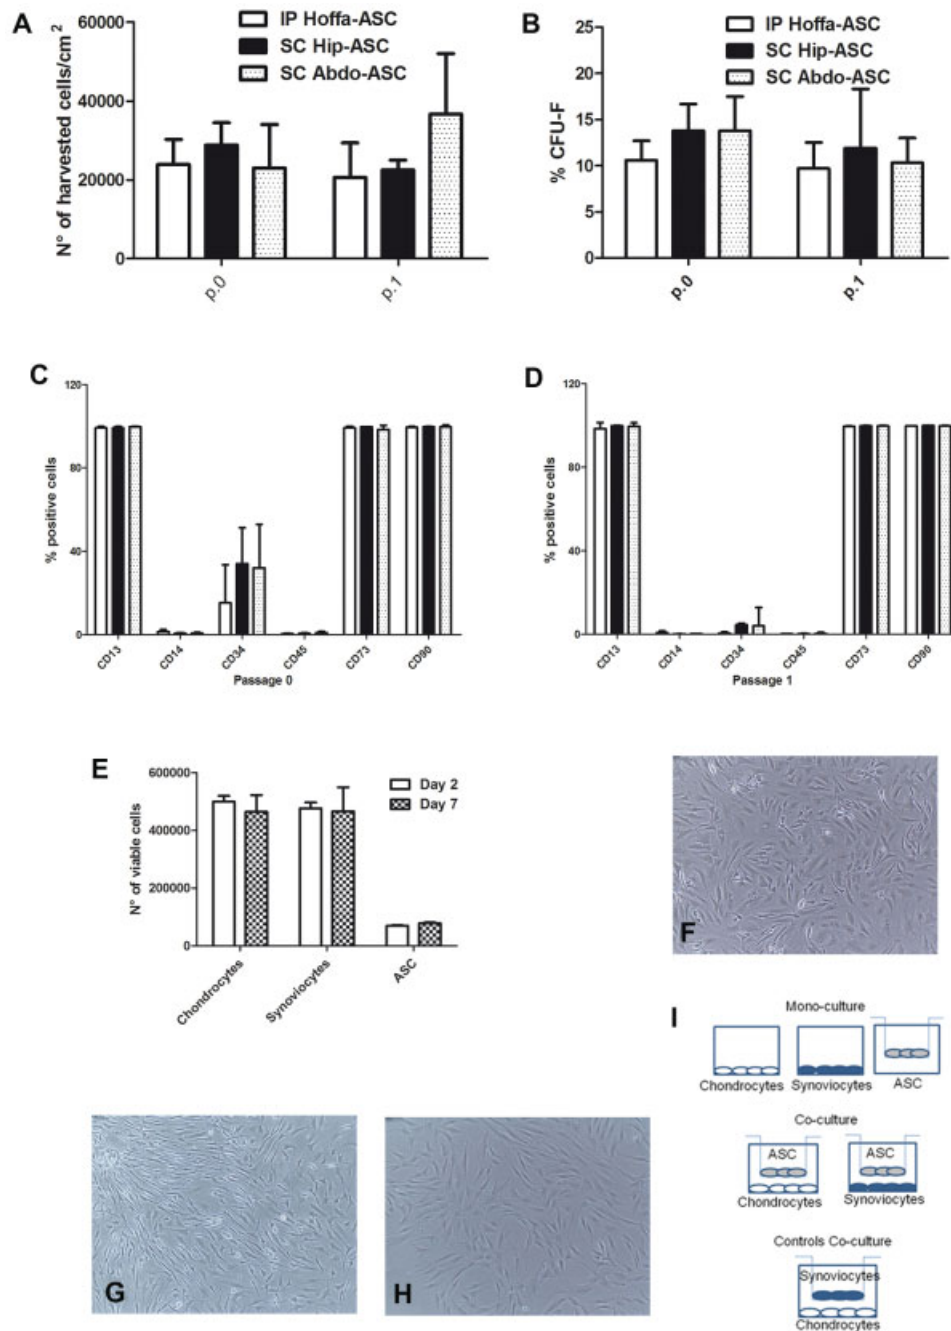 A
IP Hoffa-ASC
SC Hip-ASC
SC Abdo-ASC
N° of harvested cells/cm2
60000
40000
20000
0
p.0
p.1
B
IP Hoffa-ASC
SC Hip-ASC
SC Abdo-ASC
% CFU-F
25
20
15
10
5
0
p.0
p.1
C
% positive cells
120
80
40
0
CD13
CD14
CD34
CD45
CD73
CD90
Passage 0
D
% positive cells
120
80
40
0
CD13
CD14
CD34
CD45
CD73
CD90
Passage 1
E
N° of viable cells
600000
400000
200000
0
Day 2
Day 7
Chondrocytes
Synoviocytes
ASC
F
G
H
I
Mono-culture
Chondrocytes
Synoviocytes
ASC
Co-culture
ASC
Chondrocytes
ASC
Synoviocytes
Controls Co-culture
Synoviocytes
Chondrocytes